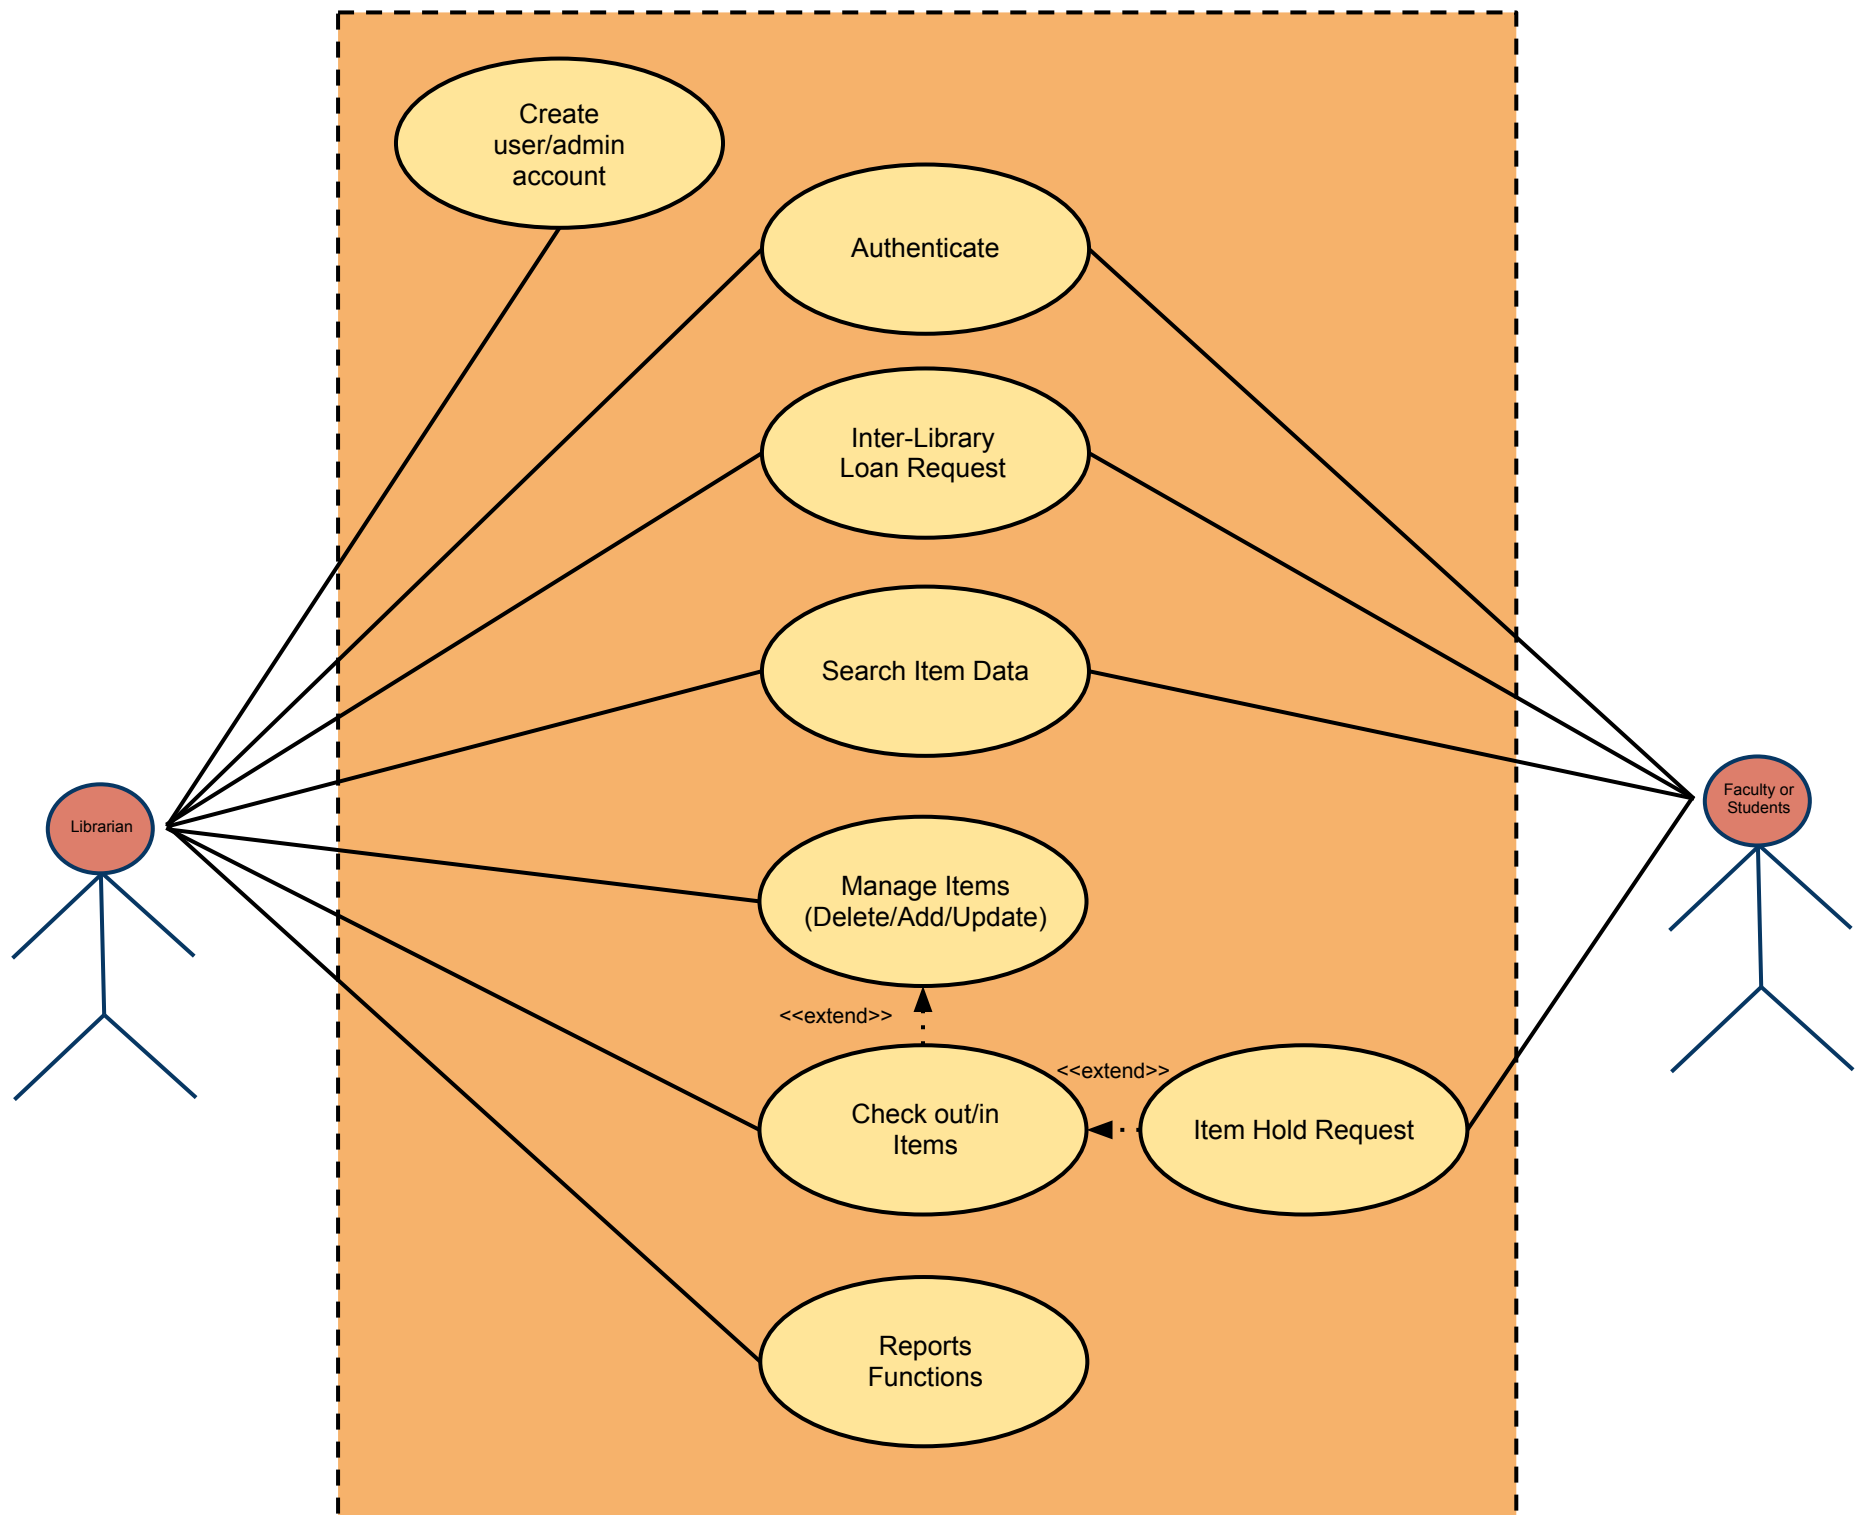 Create
user/admin
account
Authenticate
Inter-Library
Loan Request
Search Item Data
Librarian
Faculty or
Students
Manage Items
(Delete/Add/Update)
<<extend>>
<<extend>>
Check out/in
Items
Item Hold Request
Reports
Functions